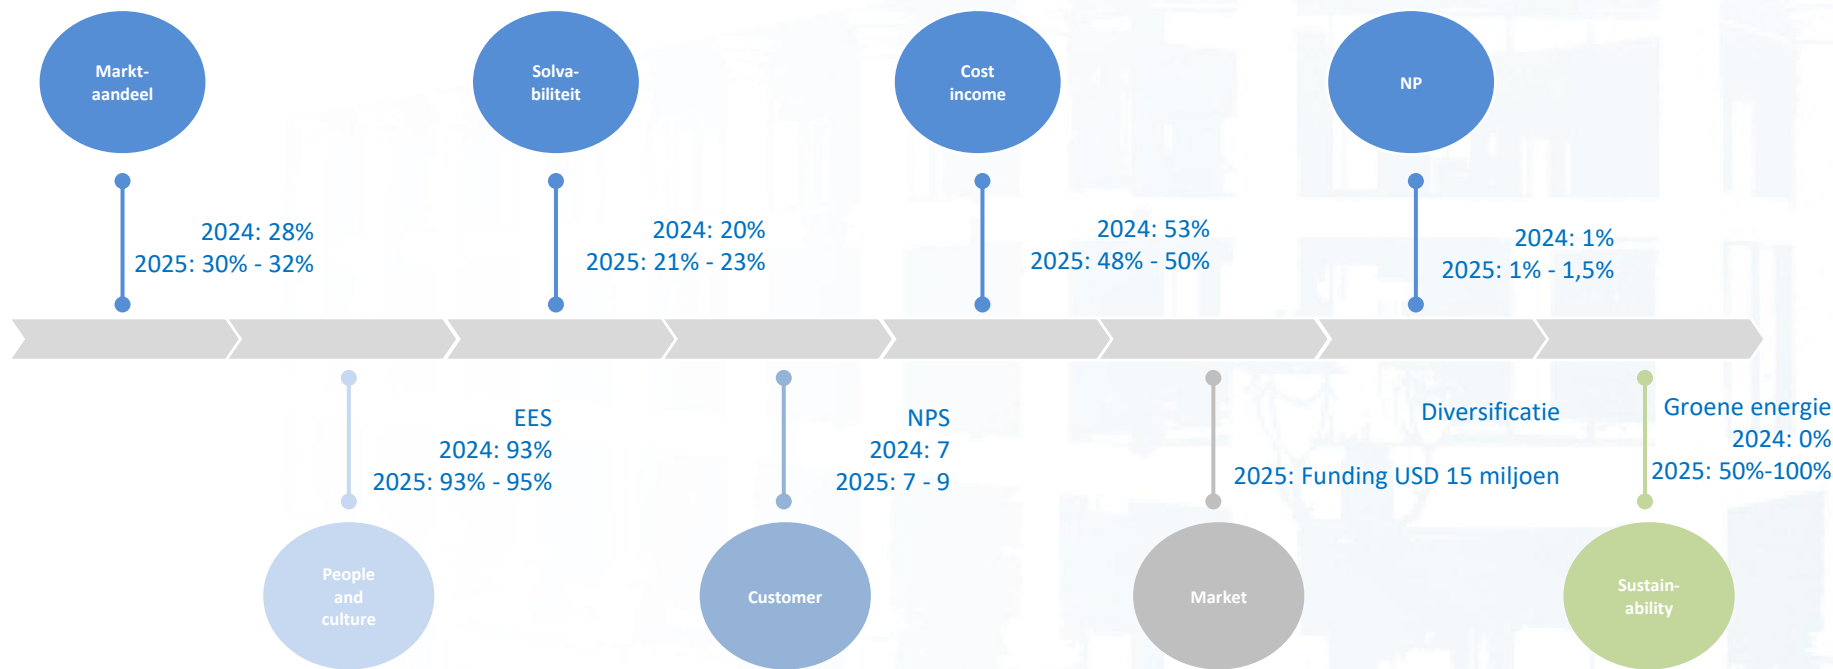 Markt-
aandeel
Solva-
biliteit
Cost
income
NP
2024: 28%
2025: 30% - 32%
2024: 20%
2025: 21% - 23%
2024: 53%
2025: 48% - 50%
2024: 1%
2025: 1% - 1,5%
EES
2024: 93%
2025: 93% - 95%
NPS
2024: 7
2025: 7 - 9
Diversificatie
2025: Funding USD 15 miljoen
Groene energie
2024: 0%
2025: 50%-100%
People
and
culture
Customer
Market
Sustain-
ability